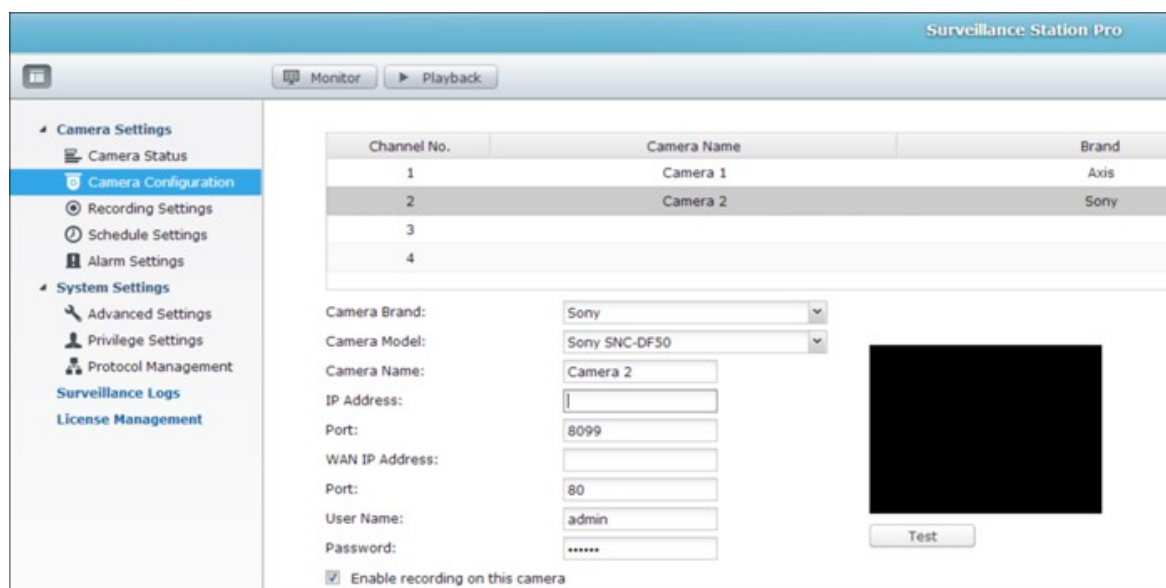 Surveillance Station Pro
Monitor Playback
Camera Settings
Camera Status
Camera Configuration
Recording Settings
Schedule Settings
Alarm Settings
System Settings
Advanced Settings
Privilege Settings
Protocol Management
Surveillance Logs
License Management
Channel No. Camera Name Brand
1 Camera 1 Axis
2 Camera 2 Sony
3
4
Camera Brand: Sony
Camera Model: Sony SNC-DF50
Camera Name: Camera 2
IP Address:
Port: 8099
WAN IP Address:
Port: 80
User Name: admin
Password: ••••••
Test
Enable recording on this camera